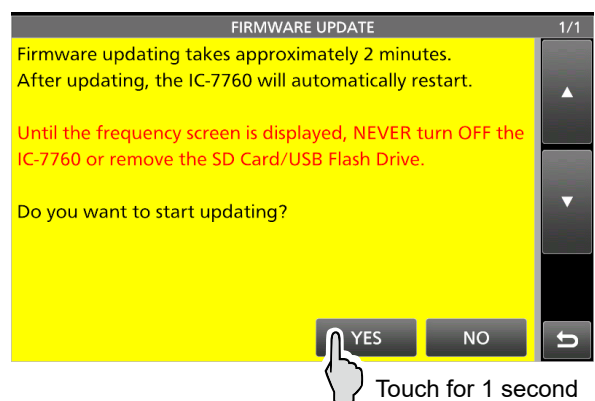 FIRMWARE UPDATE 1/1
Firmware updating takes approximately 2 minutes.
After updating, the IC-7760 will automatically restart.
Until the frequency screen is displayed, NEVER turn OFF the
IC-7760 or remove the SD Card/USB Flash Drive.
Do you want to start updating?
YES NO
Touch for 1 second